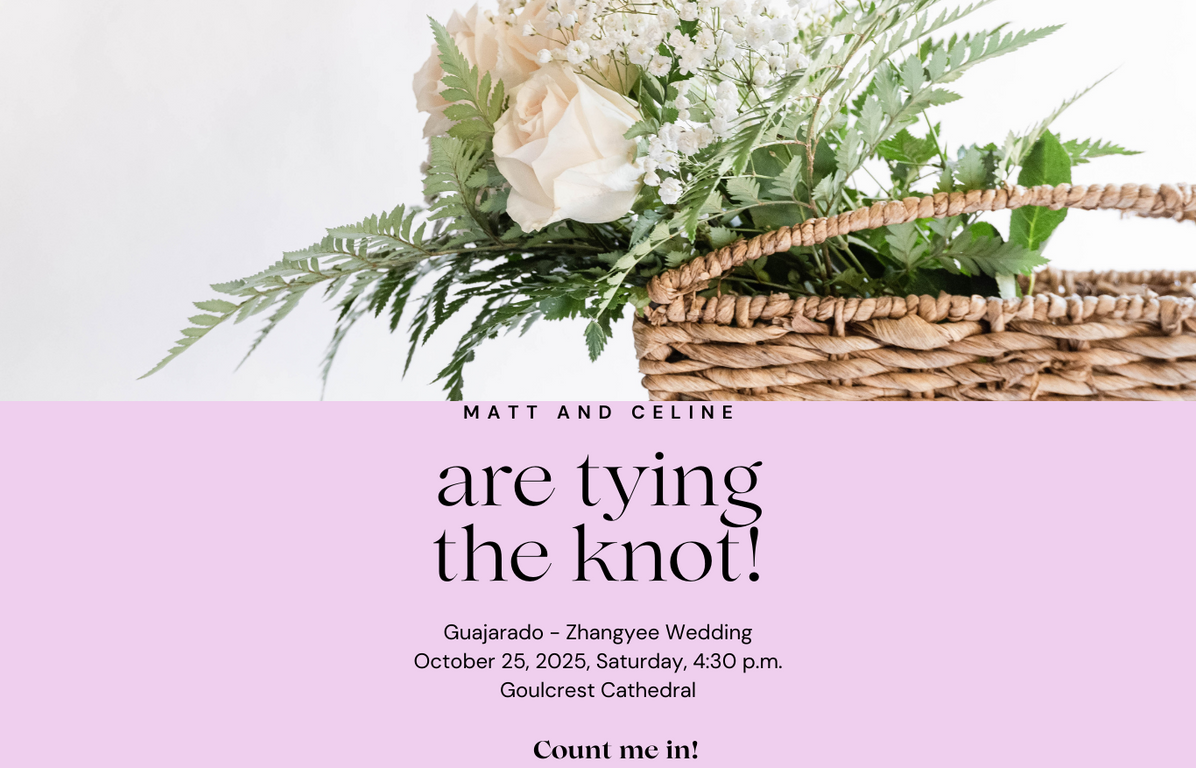 MATT AND CELINE
are tying
the knot!
Guajarado - Zhangyee Wedding
October 25, 2025, Saturday, 4:30 p.m.
Goulcrest Cathedral
Count me in!